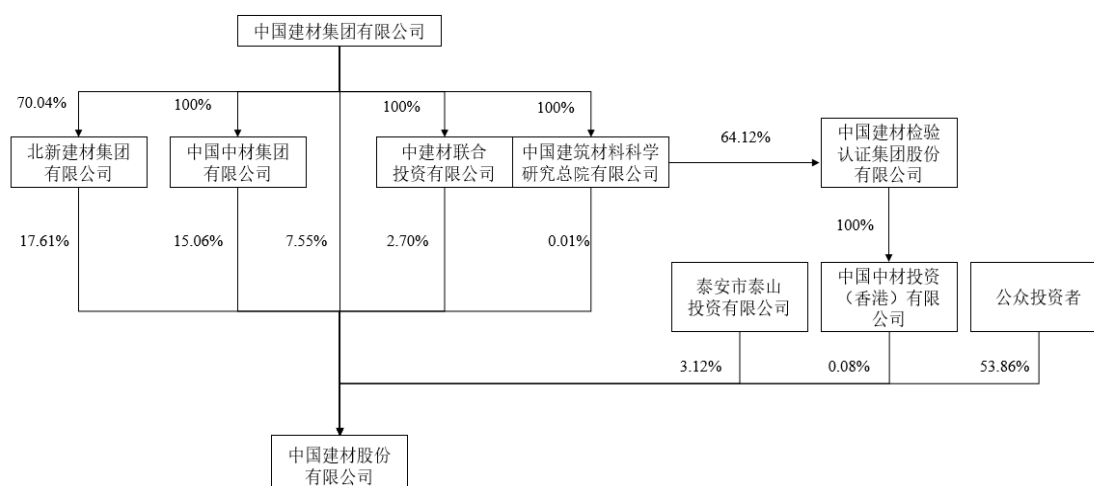 中国建材集团有限公司
70.04%
100%
100%
100%
北新建材集团
有限公司
中国中材集团
有限公司
中建材联合
投资有限公司
中国建筑材料科学
研究总院有限公司
64.12%
中国建材检验
认证集团股份
有限公司
17.61%
15.06%
7.55%
2.70%
0.01%
100%
泰安市泰山
投资有限公司
中国中材投资
（香港）有限
公司
公众投资者
3.12%
0.08%
53.86%
中国建材股份
有限公司